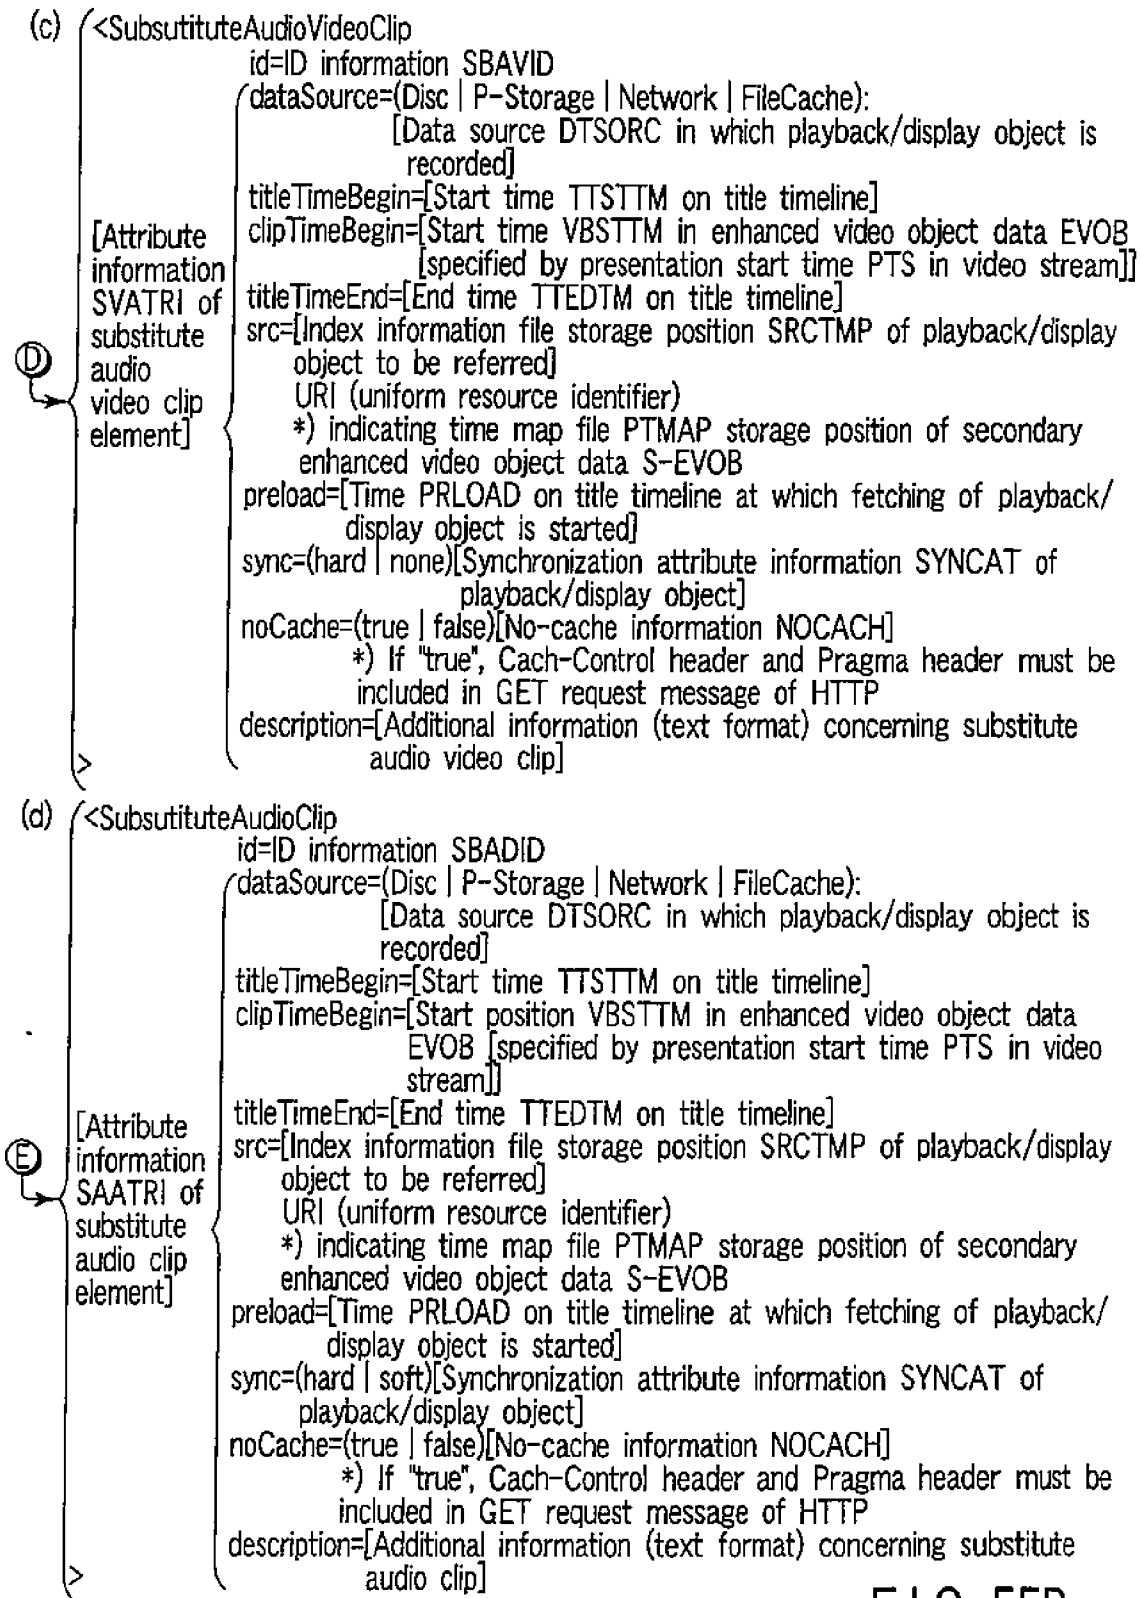 (c) <SubsutituteAudioVideoClip
id=ID information SBAVID
dataSource=(Disc | P-Storage | Network | FileCache):
[Data source DTSORC in which playback/display object is
recorded]
titleTimeBegin=[Start time TTSTTM on title timeline]
clipTimeBegin=[Start time VBSTTM in enhanced video object data EVOB
[specified by presentation start time PTS in video stream]]
titleTimeEnd=[End time TTEDTM on title timeline]
src=[Index information file storage position SRCTMP of playback/display
object to be referred]
URI (uniform resource identifier)
*) indicating time map file PTMAP storage position of secondary
enhanced video object data S-EVOB
preload=[Time PRLOAD on title timeline at which fetching of playback/
display object is started]
sync=(hard | none)[Synchronization attribute information SYNCAT of
playback/display object]
noCache=(true | false)[No-cache information NOCACH]
*) If "true", Cach-Control header and Pragma header must be
included in GET request message of HTTP
description=[Additional information (text format) concerning substitute
audio video clip]
>
[Attribute
information
SVATRI of
substitute
audio
video clip
element]
D
(d) <SubsutituteAudioClip
id=ID information SBADID
dataSource=(Disc | P-Storage | Network | FileCache):
[Data source DTSORC in which playback/display object is
recorded]
titleTimeBegin=[Start time TTSTTM on title timeline]
clipTimeBegin=[Start position VBSTTM in enhanced video object data
EVOB [specified by presentation start time PTS in video
stream]]
titleTimeEnd=[End time TTEDTM on title timeline]
src=[Index information file storage position SRCTMP of playback/display
object to be referred]
URI (uniform resource identifier)
*) indicating time map file PTMAP storage position of secondary
enhanced video object data S-EVOB
preload=[Time PRLOAD on title timeline at which fetching of playback/
display object is started]
sync=(hard | soft)[Synchronization attribute information SYNCAT of
playback/display object]
noCache=(true | false)[No-cache information NOCACH]
*) If "true", Cach-Control header and Pragma header must be
included in GET request message of HTTP
description=[Additional information (text format) concerning substitute
audio clip]
>
[Attribute
information
SAATRI of
substitute
audio clip
element]
E